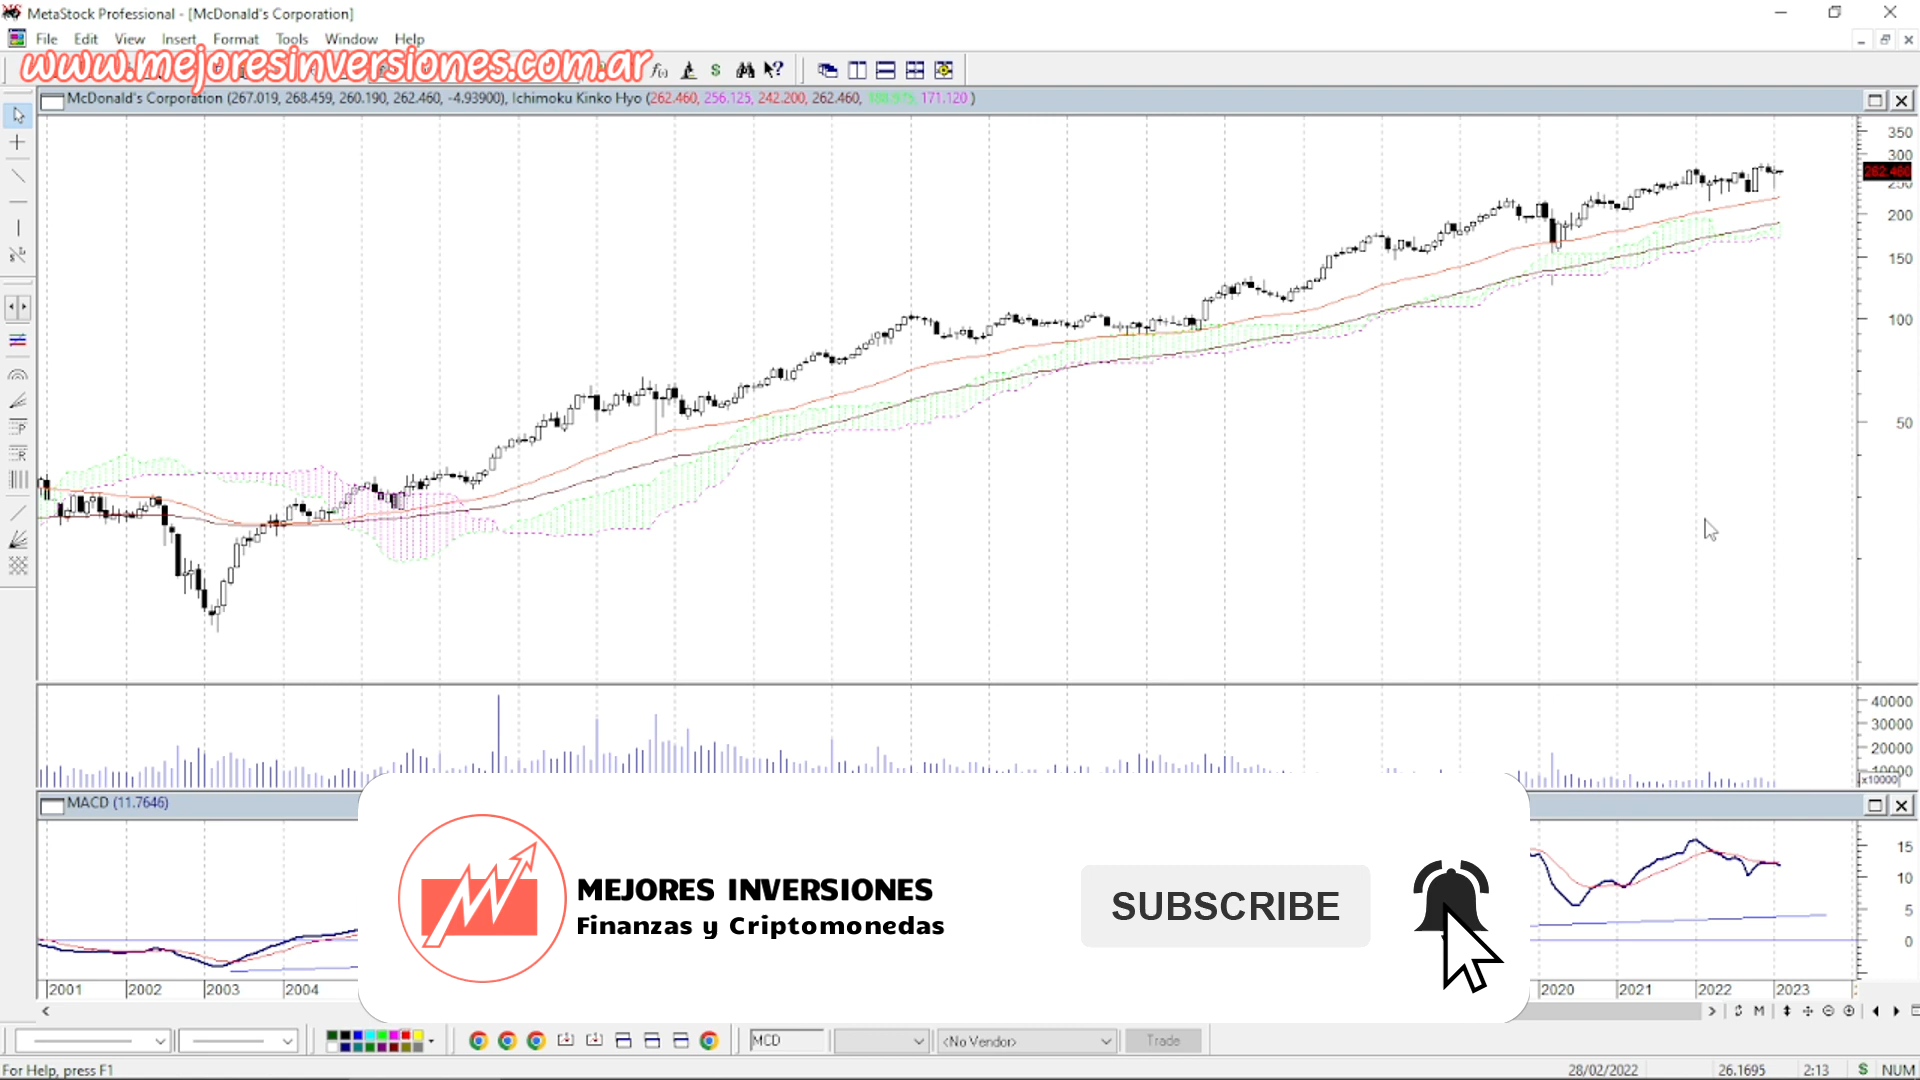 MetaStock Professional - [McDonald's Corporation]
File Edit View Insert Format Tools Window Help
www.mejoresinversiones.com.ar
McDonald's Corporation (267.019, 268.459, 260.190, 262.460, -4.93900), Ichimoku Kinko Hyo (262.460, 256.125, 242.200, 262.460, 171.120 )
350
300
262.460
250
200
150
100
50
40000
30000
20000
x10000
MACD (11.7646)
15
10
5
0
MEJORES INVERSIONES
Finanzas y Criptomonedas
SUBSCRIBE
2001 2002 2003 2004 2020 2021 2022 2023
MCD <No Vendor> Trade
For Help, press F1 28/02/2022 26.1695 2:13 $ NUM